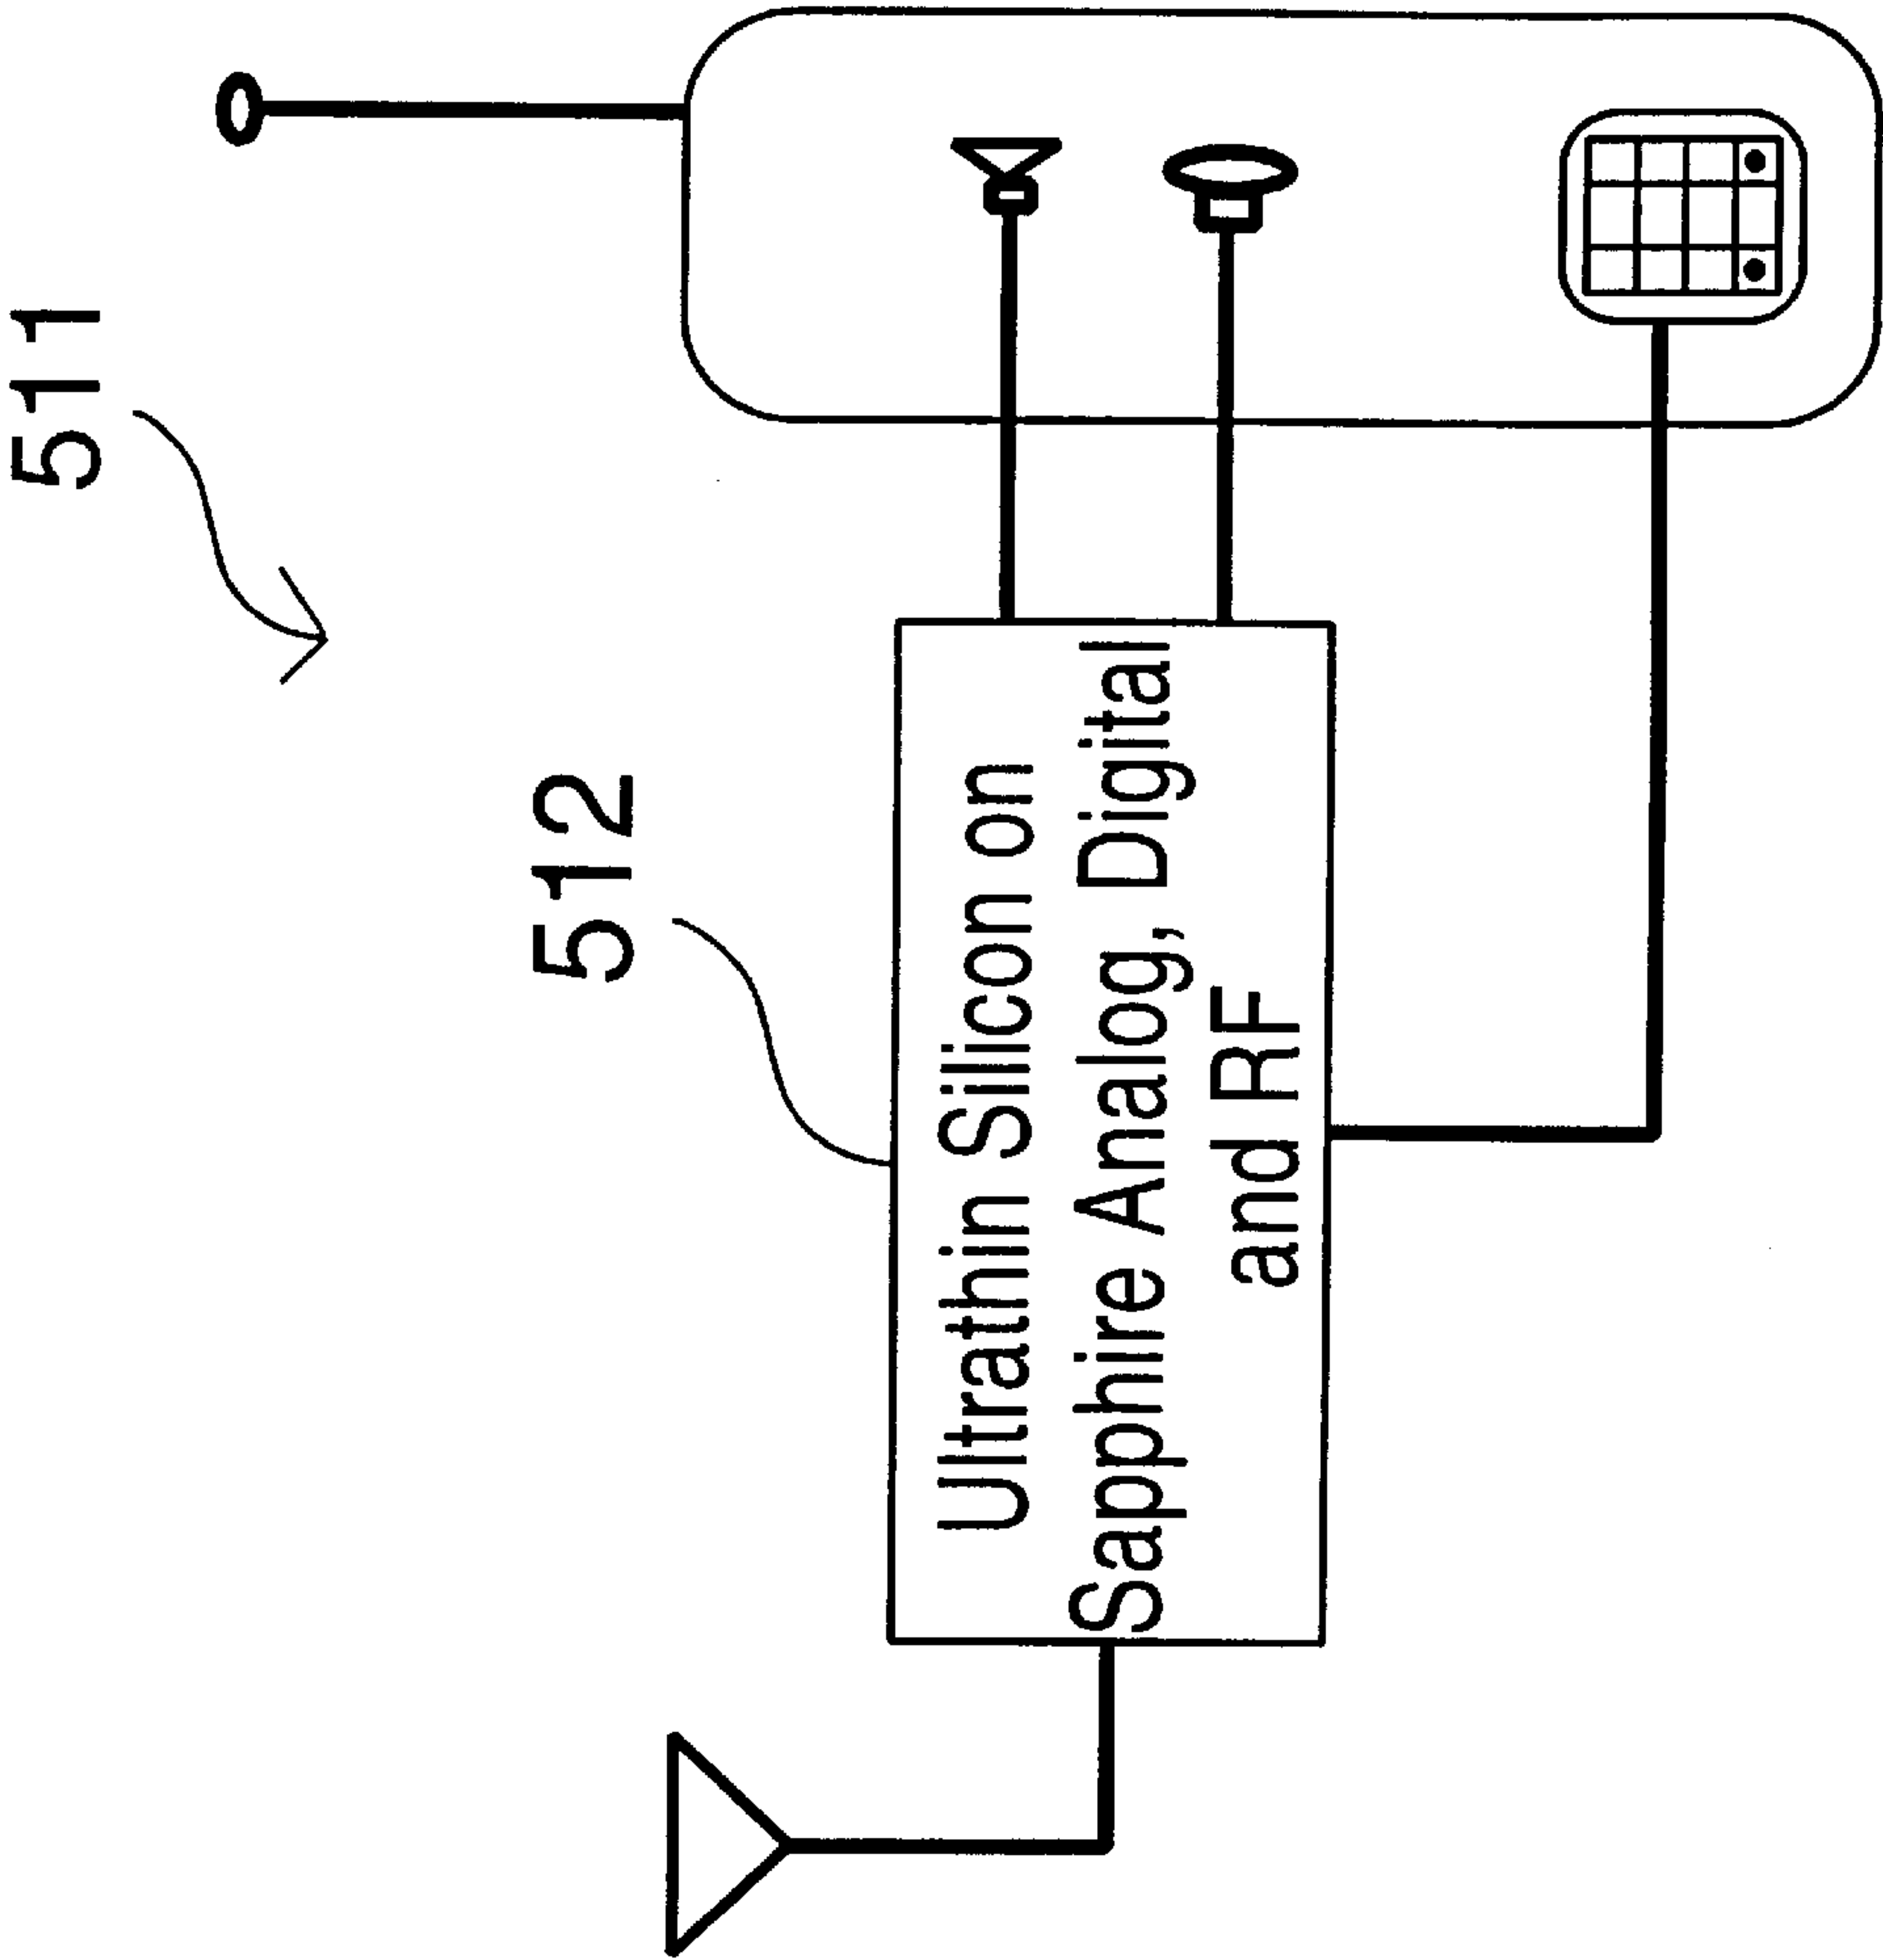 511
512
Ultrathin Silicon on
Sapphire Analog, Digital
and RF